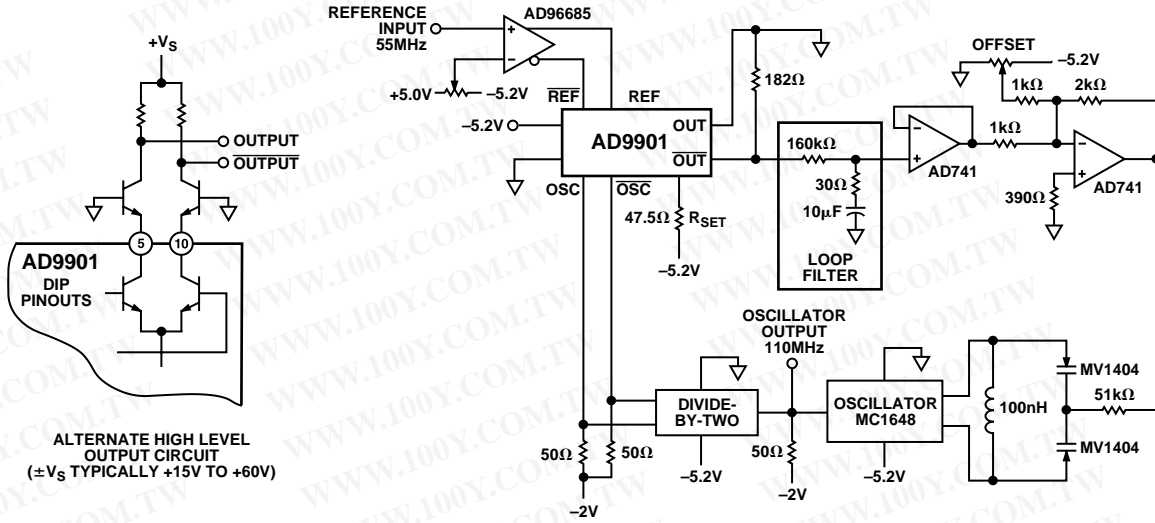 +VS
OUTPUT
OUTPUT
5
10
AD9901
DIP
PINOUTS
ALTERNATE HIGH LEVEL
OUTPUT CIRCUIT
(±VS TYPICALLY +15V TO +60V)
REFERENCE
INPUT
55MHz
AD96685
+
–
+5.0V
–5.2V
REF
REF
–5.2V
AD9901
OUT
OUT
OSC
OSC
182Ω
47.5Ω
RSET
–5.2V
160kΩ
30Ω
10μF
LOOP
FILTER
–
+
AD741
OFFSET
–5.2V
1kΩ
2kΩ
1kΩ
–
+
AD741
390Ω
OSCILLATOR
OUTPUT
110MHz
DIVIDE-
BY-TWO
–5.2V
50Ω
50Ω
–2V
50Ω
–2V
OSCILLATOR
MC1648
–5.2V
100nH
MV1404
51kΩ
MV1404
WWW.100Y.COM.TW